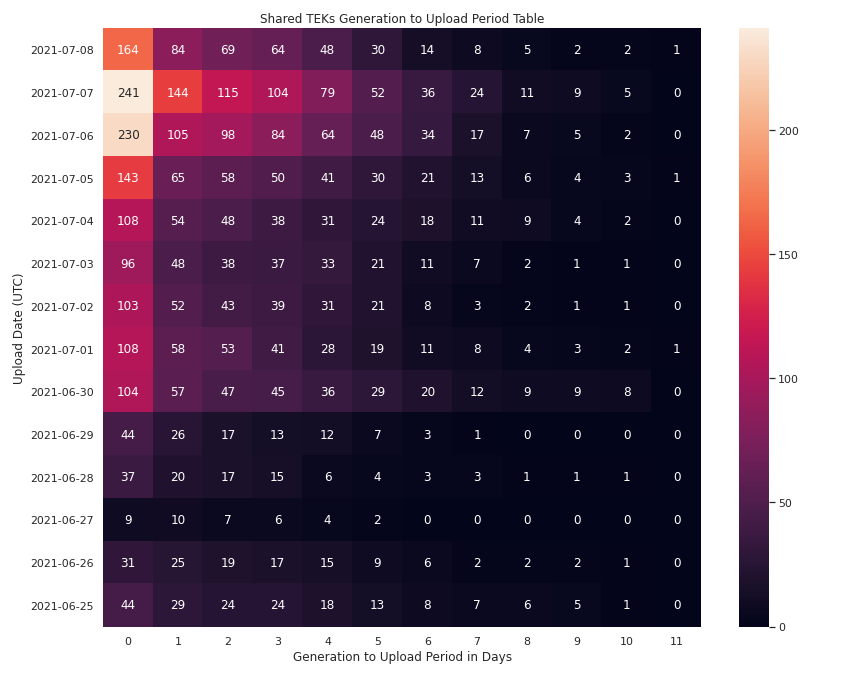 Shared TEKs Generation to Upload Period Table
Upload Date (UTC)
2021-07-08 164 84 69 64 48 30 14 8 5 2 2 1
2021-07-07 241 144 115 104 79 52 36 24 11 9 5 0
2021-07-06 230 105 98 84 64 48 34 17 7 5 2 0
2021-07-05 143 65 58 50 41 30 21 13 6 4 3 1
2021-07-04 108 54 48 38 31 24 18 11 9 4 2 0
2021-07-03 96 48 38 37 33 21 11 7 2 1 1 0
2021-07-02 103 52 43 39 31 21 8 3 2 1 1 0
2021-07-01 108 58 53 41 28 19 11 8 4 3 2 1
2021-06-30 104 57 47 45 36 29 20 12 9 9 8 0
2021-06-29 44 26 17 13 12 7 3 1 0 0 0 0
2021-06-28 37 20 17 15 6 4 3 3 1 1 1 0
2021-06-27 9 10 7 6 4 2 0 0 0 0 0 0
2021-06-26 31 25 19 17 15 9 6 2 2 2 1 0
2021-06-25 44 29 24 24 18 13 8 7 6 5 1 0
0 1 2 3 4 5 6 7 8 9 10 11
Generation to Upload Period in Days
200
150
100
50
0